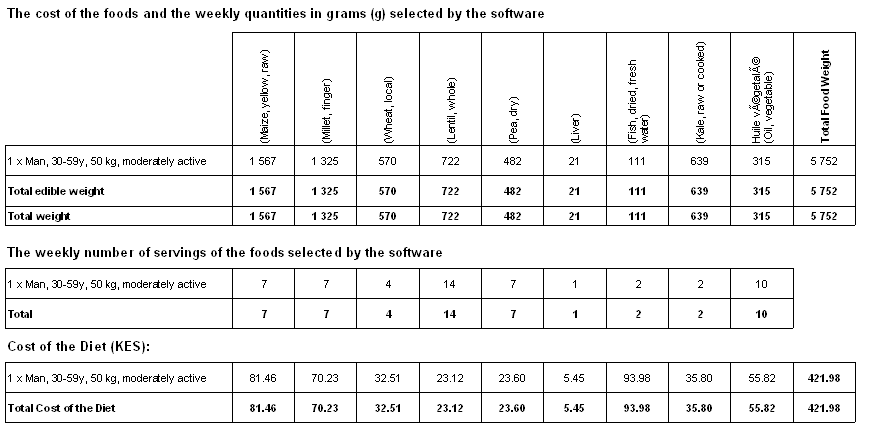 The cost of the foods and the weekly quantities in grams (g) selected by the software
(Maize, yellow, raw) (Millet, finger) (Wheat, local) (Lentil, whole) (Pea, dry) (Liver) (Fish, dried, fresh water) (Kale, raw or cooked) Huile vÃ©getalÃ© (Oil, vegetable) Total Food Weight
1 x Man, 30-59y, 50 kg, moderately active 1 567 1 325 570 722 482 21 111 639 315 5 752
Total edible weight 1 567 1 325 570 722 482 21 111 639 315 5 752
Total weight 1 567 1 325 570 722 482 21 111 639 315 5 752
The weekly number of servings of the foods selected by the software
1 x Man, 30-59y, 50 kg, moderately active 7 7 4 14 7 1 2 2 10
Total 7 7 4 14 7 1 2 2 10
Cost of the Diet (KES):
1 x Man, 30-59y, 50 kg, moderately active 81.46 70.23 32.51 23.12 23.60 5.45 93.98 35.80 55.82 421.98
Total Cost of the Diet 81.46 70.23 32.51 23.12 23.60 5.45 93.98 35.80 55.82 421.98